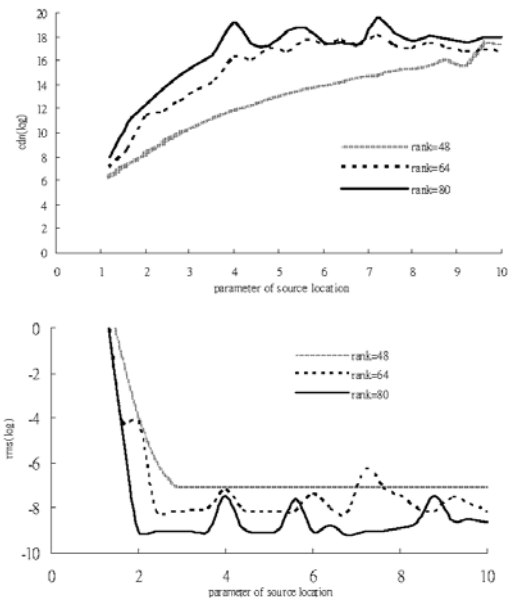 20
18
16
14
12
10
8
6
4
2
0
cdn(log)
rank=48
rank=64
rank=80
0 1 2 3 4 5 6 7 8 9 10
parameter of source location
0
-2
-4
-6
-8
-10
rms(log)
rank=48
rank=64
rank=80
0 2 4 6 8 10
parameter of source location